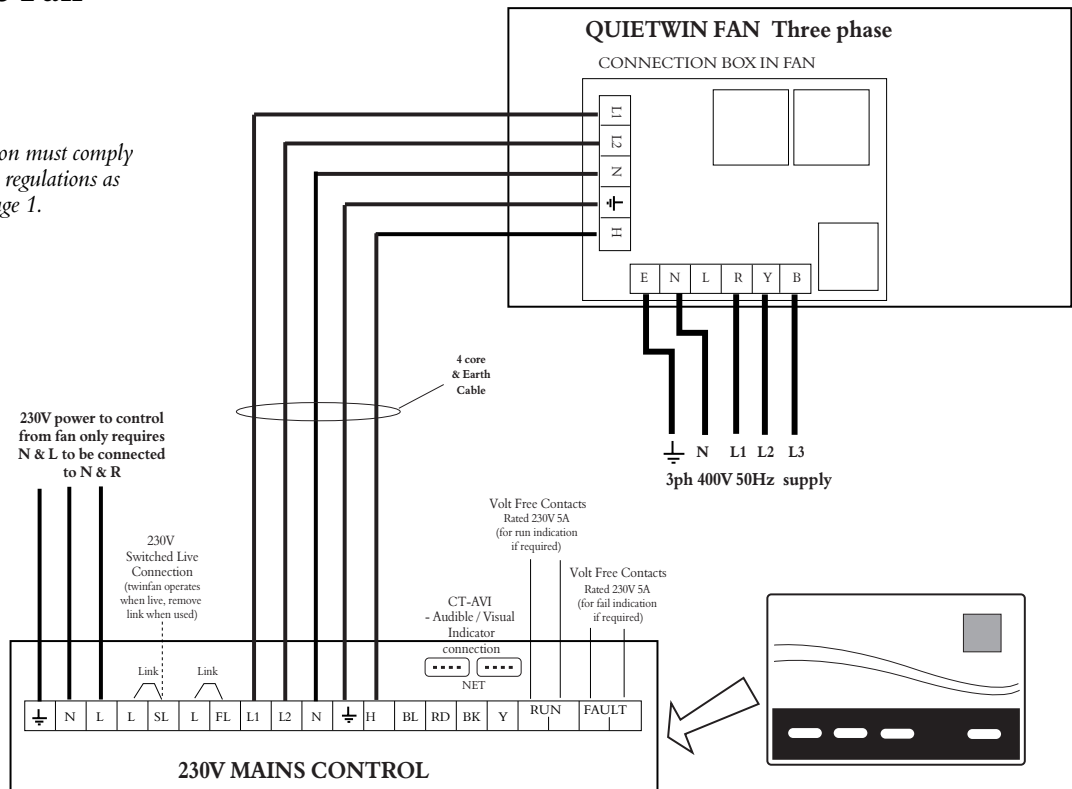 QUIETWIN FAN Three phase
CONNECTION BOX IN FAN
L1
L2
N
H
E N L R Y B
on must comply
regulations as
ge 1.
4 core
& Earth
Cable
N L1 L2 L3
3ph 400V 50Hz supply
230V power to control
from fan only requires
N & L to be connected
to N & R
230V
Switched Live
Connection
(twinfan operates
when live, remove
link when used)
Volt Free Contacts
Rated 230V 5A
(for run indication
if required)
Volt Free Contacts
Rated 230V 5A
(for fail indication
if required)
CT-AVI
- Audible / Visual
Indicator
connection
NET
Link
Link
N L L SL L FL L1 L2 N H BL RD BK Y RUN FAULT
230V MAINS CONTROL